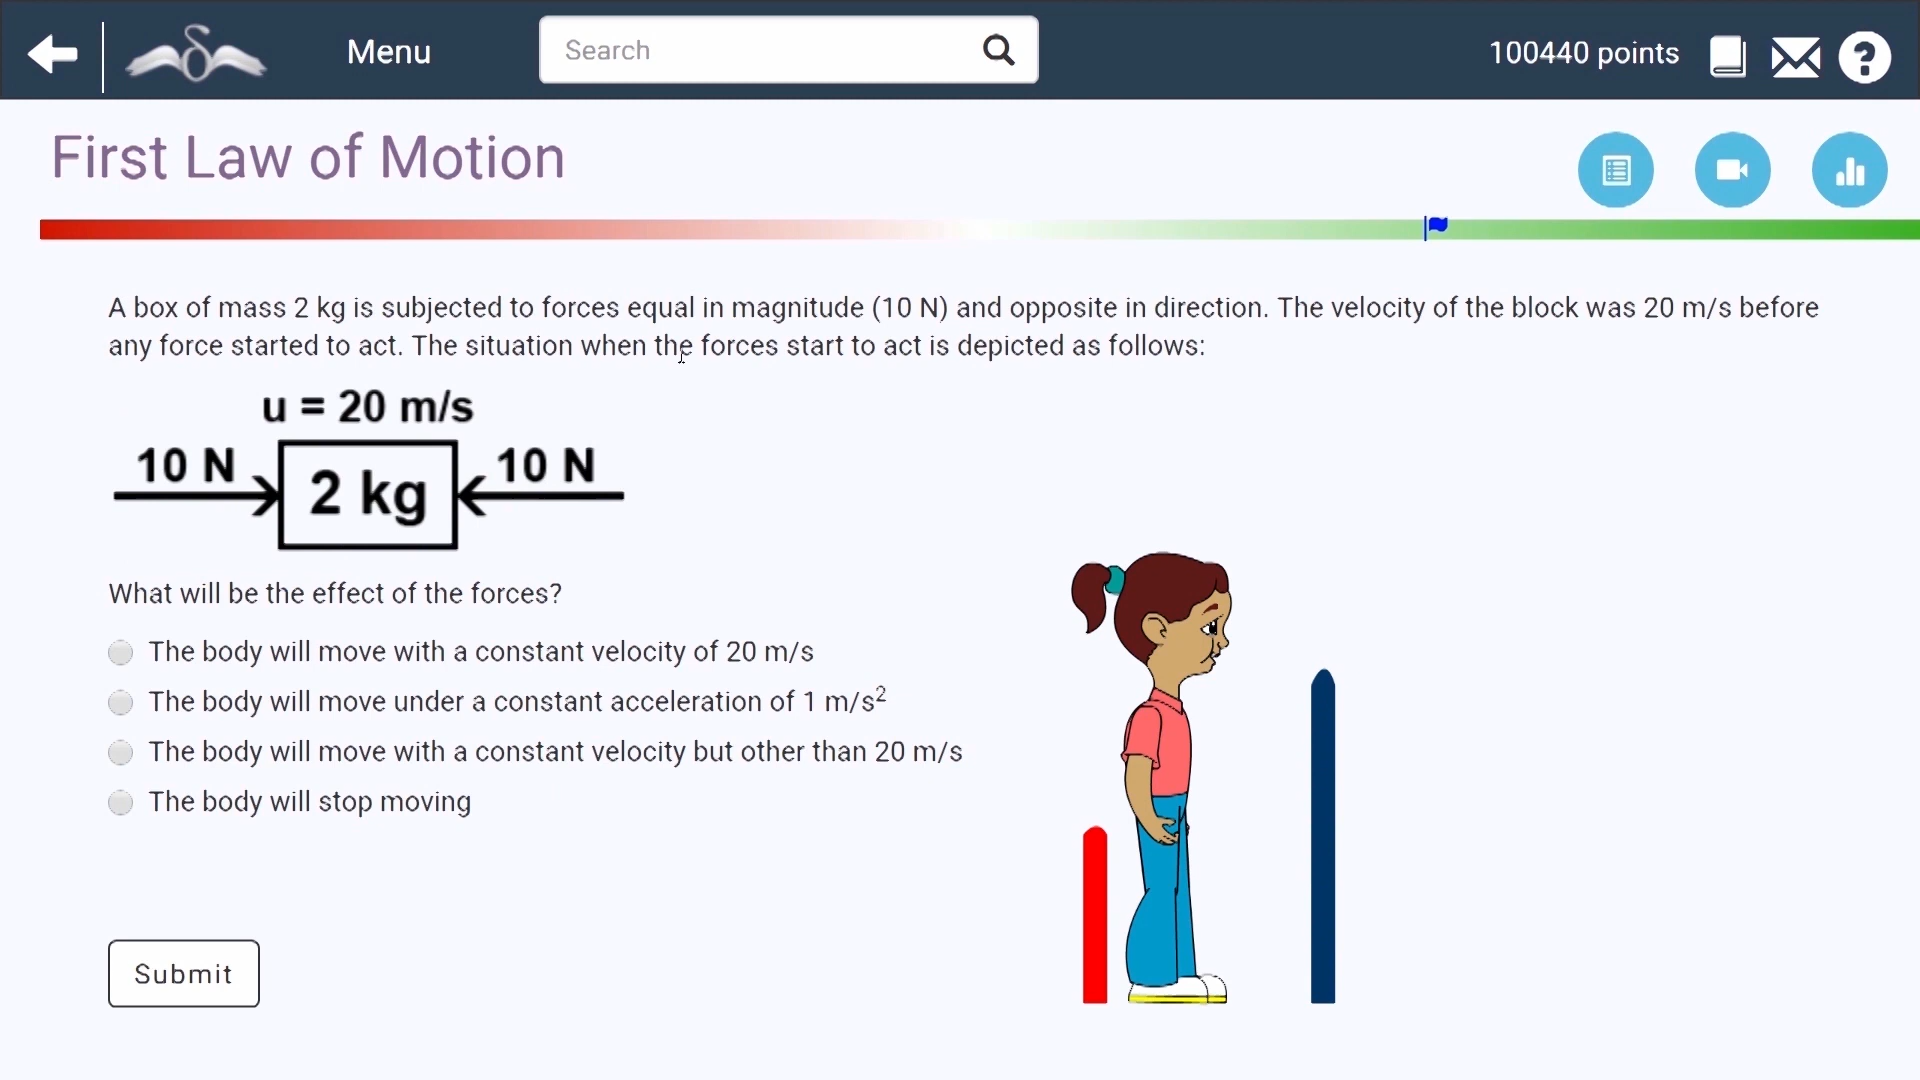 Menu
Search
100440 points
First Law of Motion
A box of mass 2 kg is subjected to forces equal in magnitude (10 N) and opposite in direction. The velocity of the block was 20 m/s before
any force started to act. The situation when the forces start to act is depicted as follows:
u = 20 m/s
10 N
2 kg
10 N
What will be the effect of the forces?
The body will move with a constant velocity of 20 m/s
The body will move under a constant acceleration of 1 m/s²
The body will move with a constant velocity but other than 20 m/s
The body will stop moving
Submit